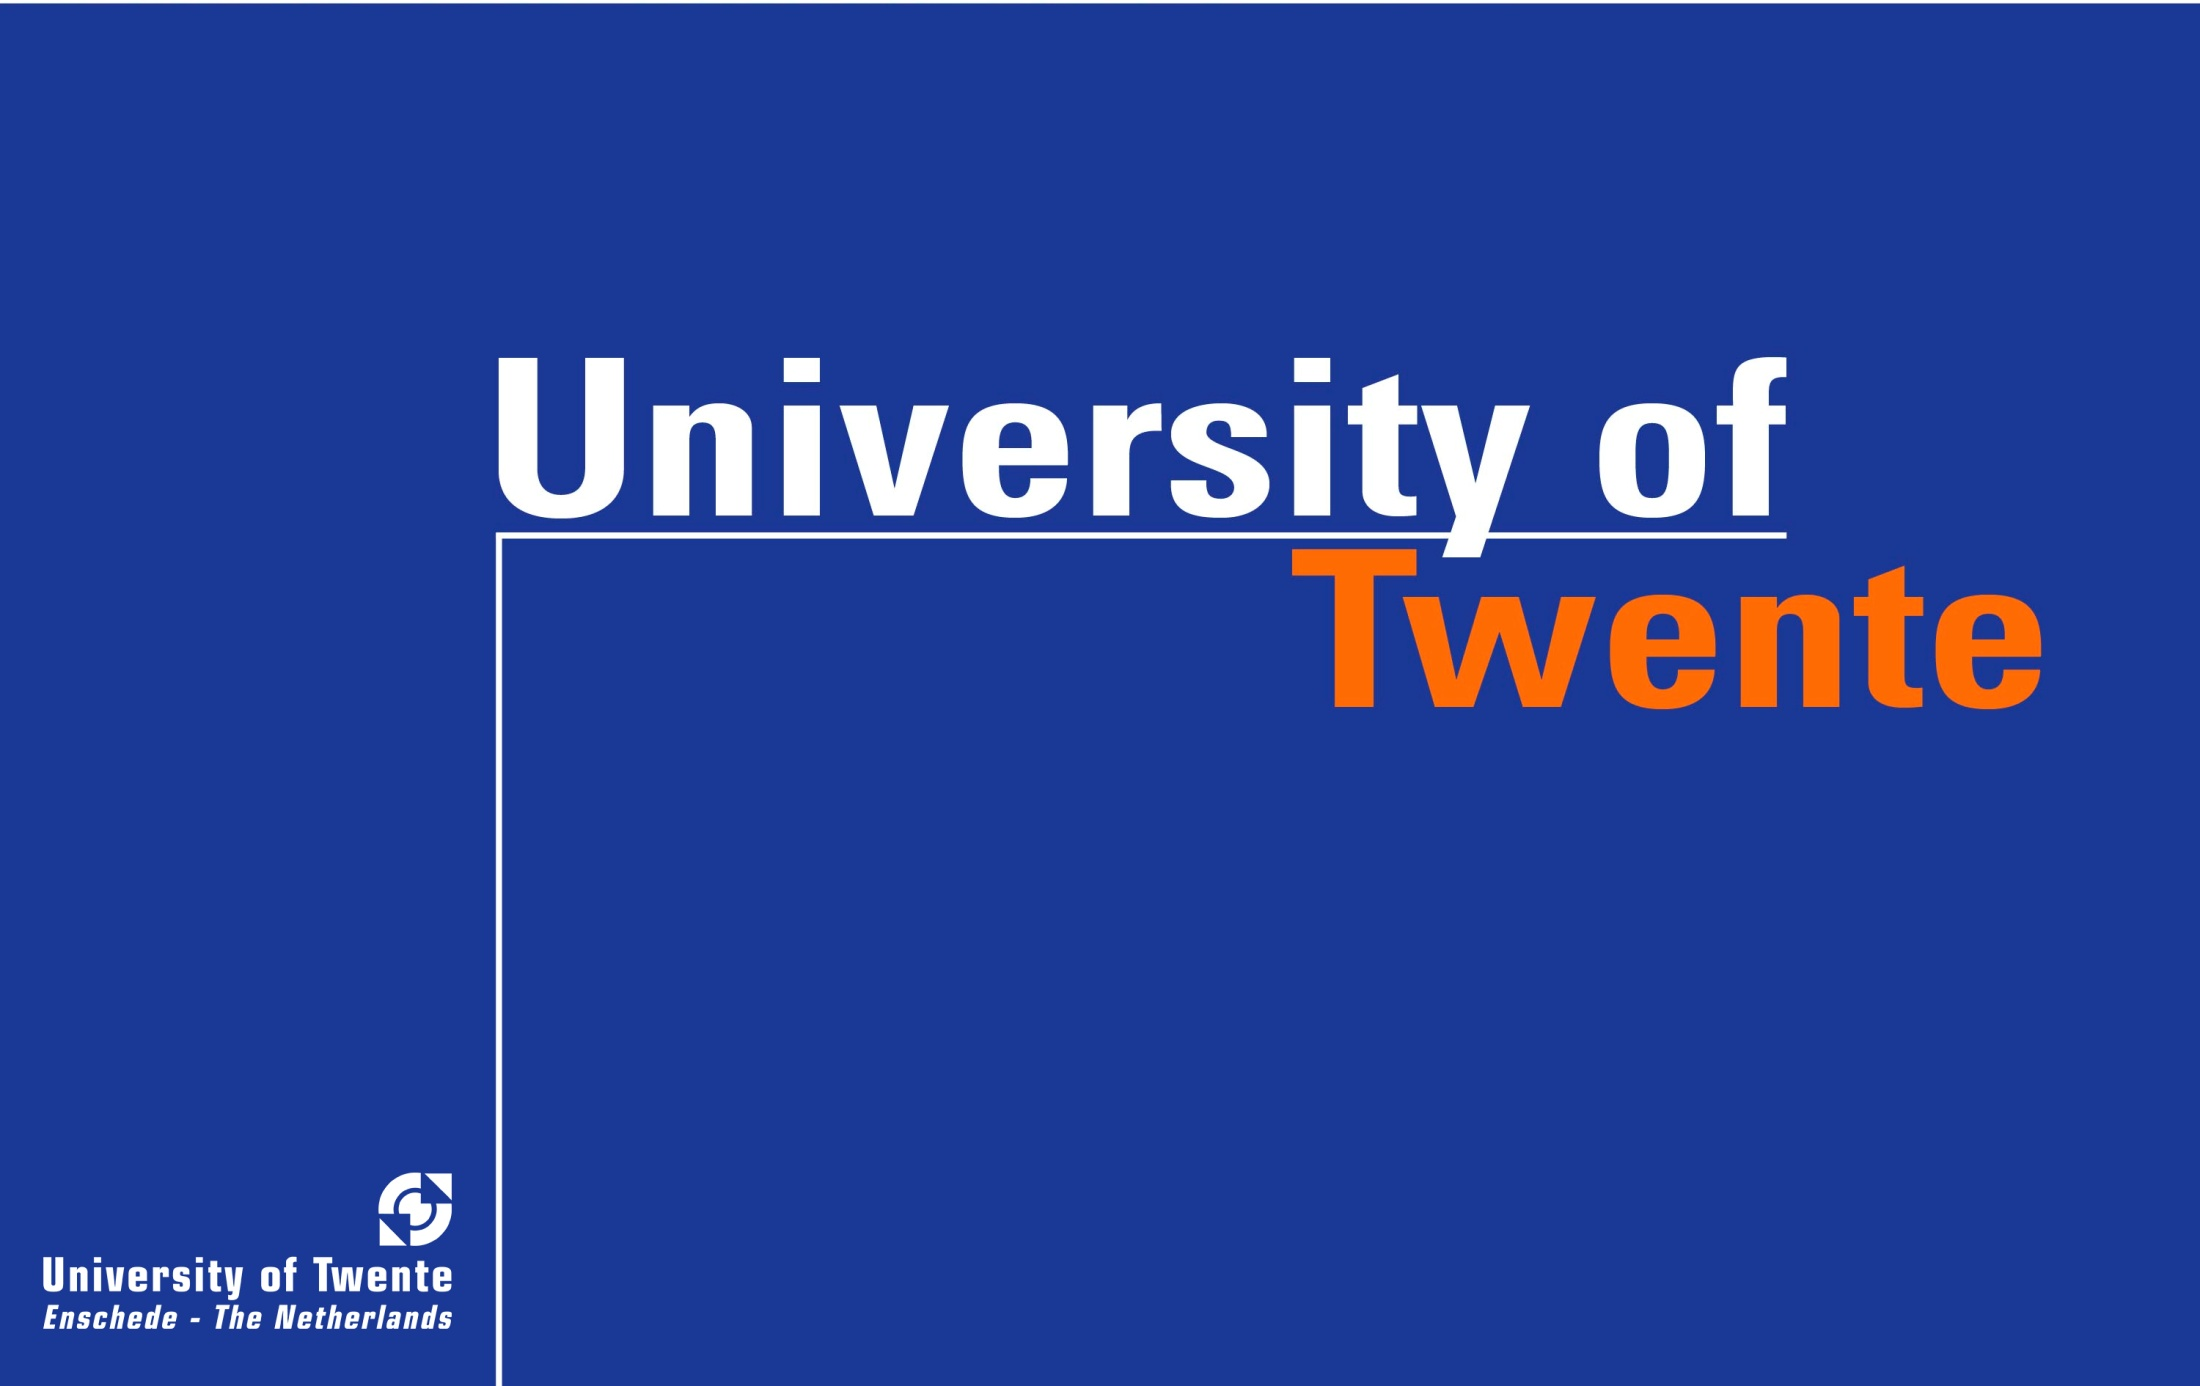 University of
Twente
University of Twente
Enschede - The Netherlands